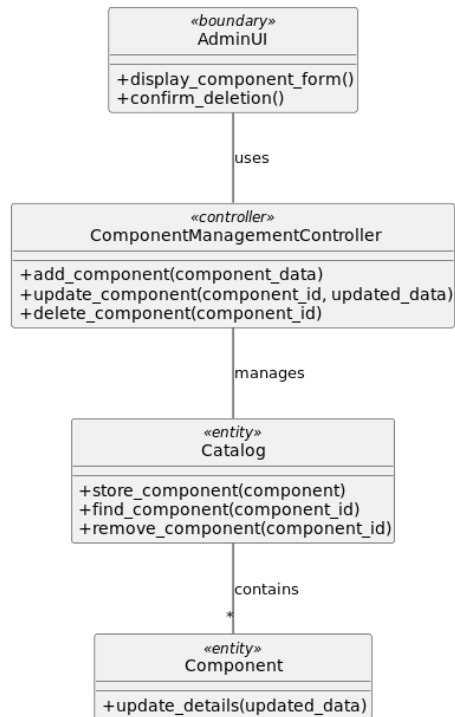 «boundary»
AdminUI
+display_component_form()
+confirm_deletion()
uses
«controller»
ComponentManagementController
+add_component(component_data)
+update_component(component_id, updated_data)
+delete_component(component_id)
manages
«entity»
Catalog
+store_component(component)
+find_component(component_id)
+remove_component(component_id)
contains
*
«entity»
Component
+update_details(updated_data)